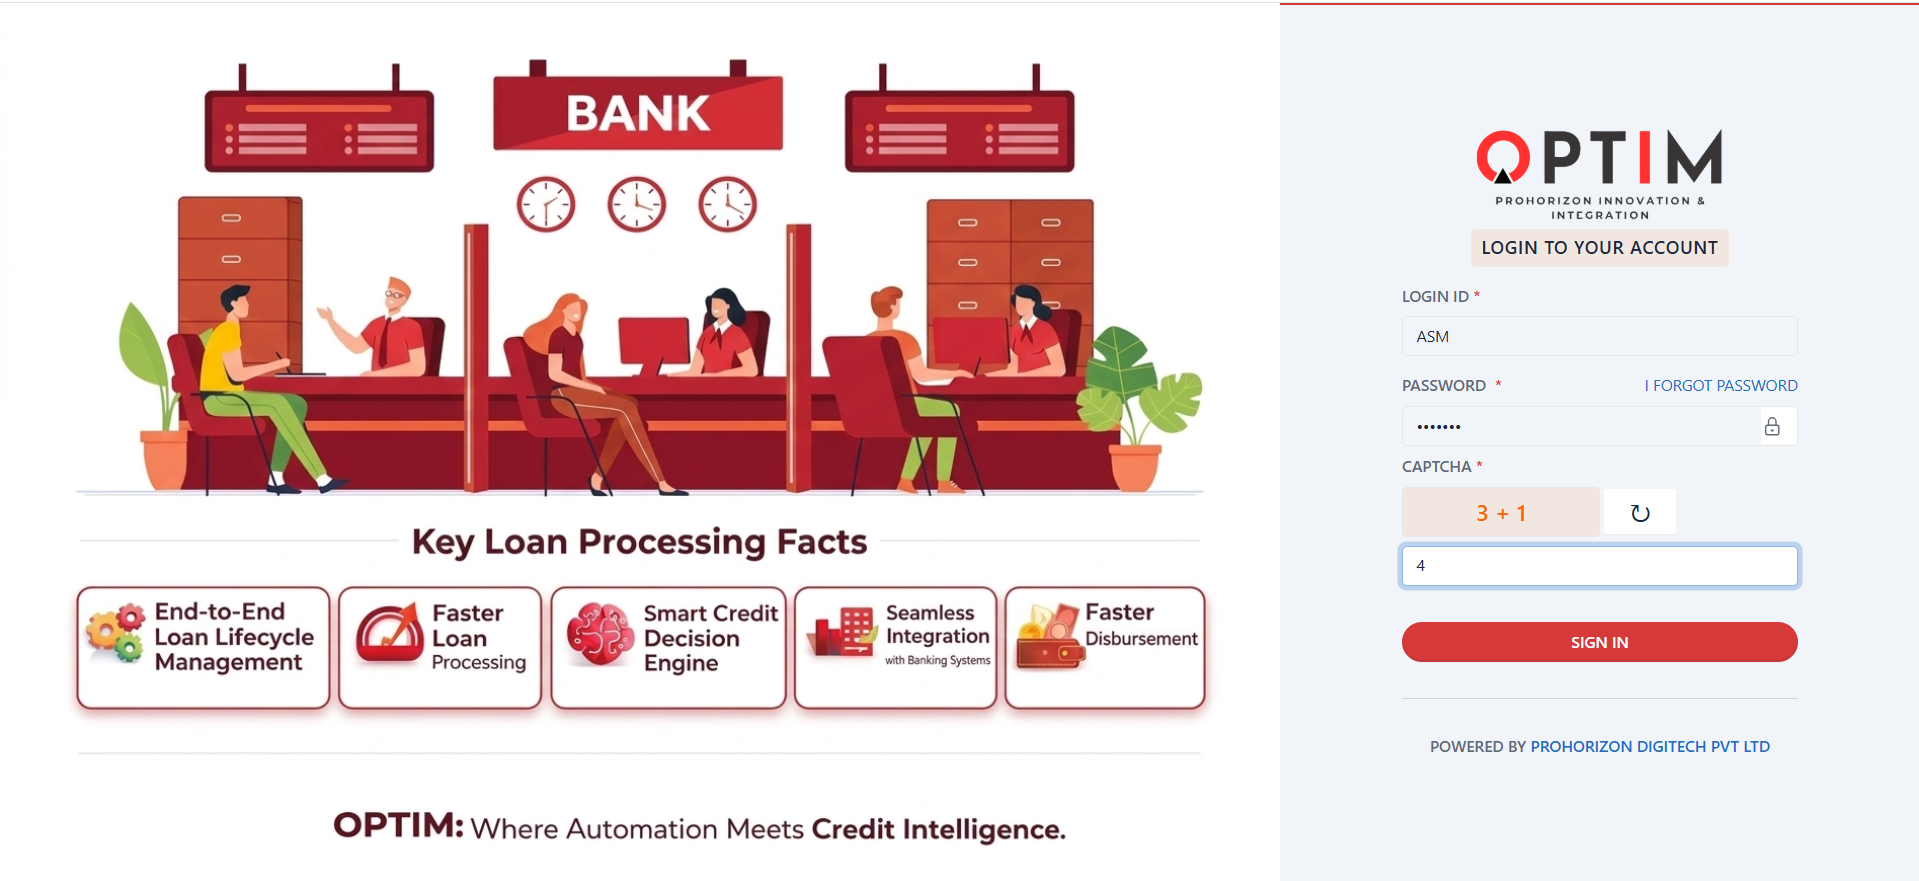 BANK
Key Loan Processing Facts
End-to-End
Loan Lifecycle
Management
Faster
Loan
Processing
Smart Credit
Decision
Engine
Seamless
Integration
with Banking Systems
Faster
Disbursement
OPTIM: Where Automation Meets Credit Intelligence.
OPTIM
PROHORIZON INNOVATION &
INTEGRATION
LOGIN TO YOUR ACCOUNT
LOGIN ID *
ASM
PASSWORD * I FORGOT PASSWORD
•••••••
CAPTCHA *
3 + 1
4
SIGN IN
POWERED BY PROHORIZON DIGITECH PVT LTD